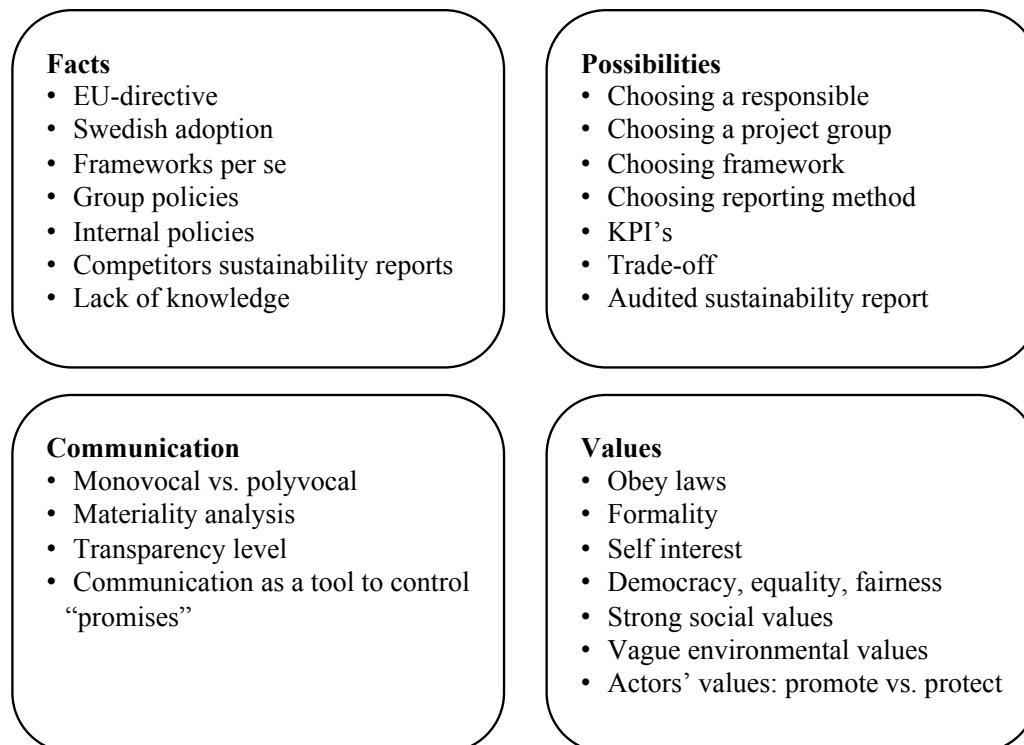 Facts
• EU-directive
• Swedish adoption
• Frameworks per se
• Group policies
• Internal policies
• Competitors sustainability reports
• Lack of knowledge
Possibilities
• Choosing a responsible
• Choosing a project group
• Choosing framework
• Choosing reporting method
• KPI's
• Trade-off
• Audited sustainability report
Communication
• Monovocal vs. polyvocal
• Materiality analysis
• Transparency level
• Communication as a tool to control
“promises”
Values
• Obey laws
• Formality
• Self interest
• Democracy, equality, fairness
• Strong social values
• Vague environmental values
• Actors’ values: promote vs. protect